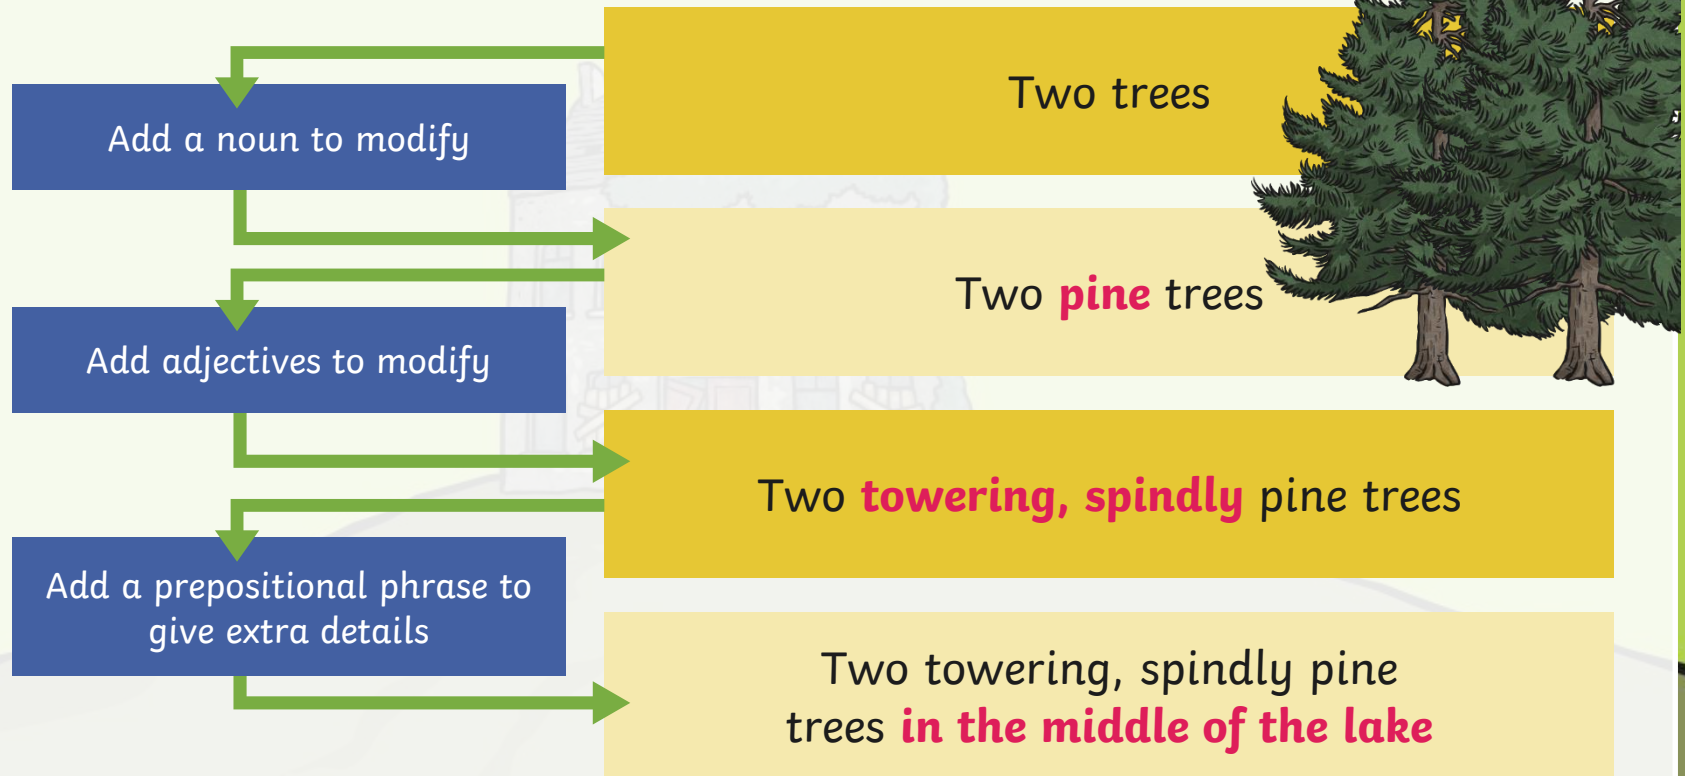 Two trees
Add a noun to modify
Two pine trees
Add adjectives to modify
Two towering, spindly pine trees
Add a prepositional phrase to
give extra details
Two towering, spindly pine
trees in the middle of the lake